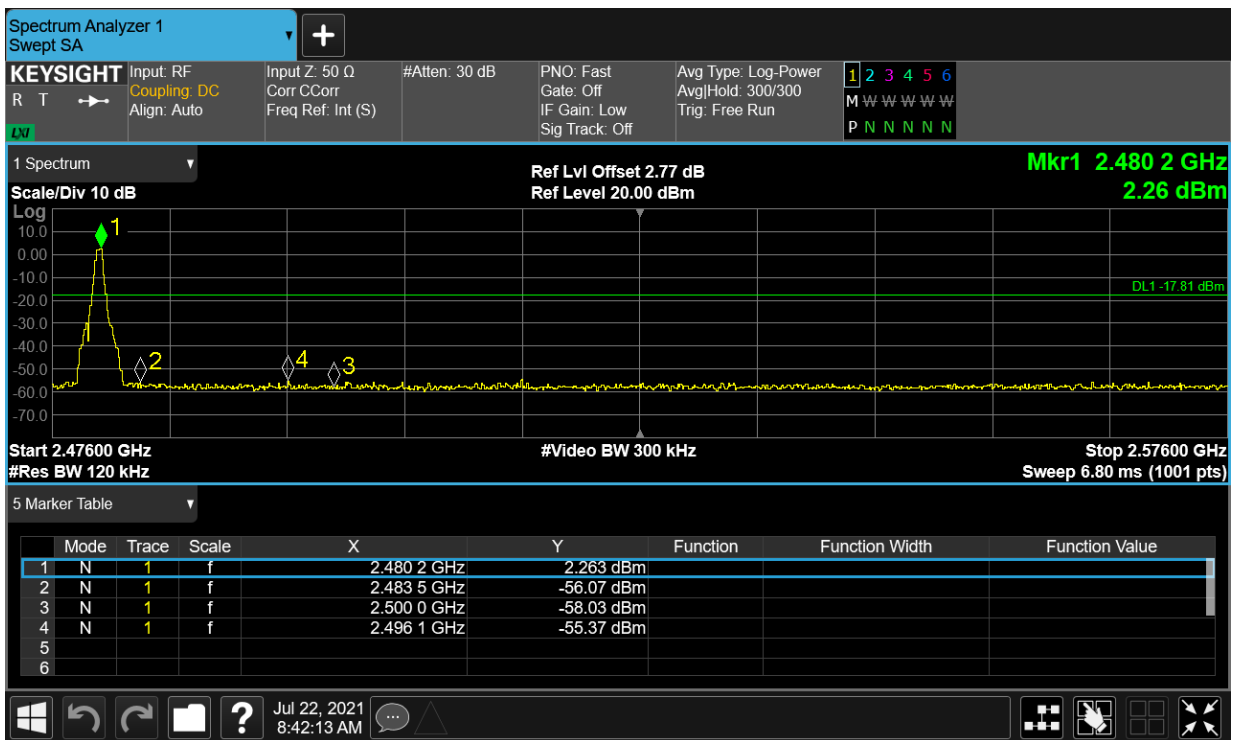 Spectrum Analyzer 1
Swept SA
+
KEYSIGHT Input: RF Input Z: 50 Ω #Atten: 30 dB PNO: Fast Avg Type: Log-Power 1 2 3 4 5 6
R T Coupling: DC Corr CCorr Gate: Off Avg|Hold: 300/300 M W W W W W
Align: Auto Freq Ref: Int (S) IF Gain: Low Trig: Free Run
LXI Sig Track: Off P N N N N N
1 Spectrum Ref Lvl Offset 2.77 dB Mkr1 2.480 2 GHz
Scale/Div 10 dB Ref Level 20.00 dBm 2.26 dBm
Log
1
10.0
0.00
-10.0
DL1 -17.81 dBm
-20.0
-30.0
-40.0
2 4 3
-50.0
-60.0
-70.0
Start 2.47600 GHz #Video BW 300 kHz Stop 2.57600 GHz
#Res BW 120 kHz Sweep 6.80 ms (1001 pts)
5 Marker Table
Mode Trace Scale X Y Function Function Width Function Value
1 N 1 f 2.480 2 GHz 2.263 dBm
2 N 1 f 2.483 5 GHz -56.07 dBm
3 N 1 f 2.500 0 GHz -58.03 dBm
4 N 1 f 2.496 1 GHz -55.37 dBm
5
6
? Jul 22, 2021
8:42:13 AM